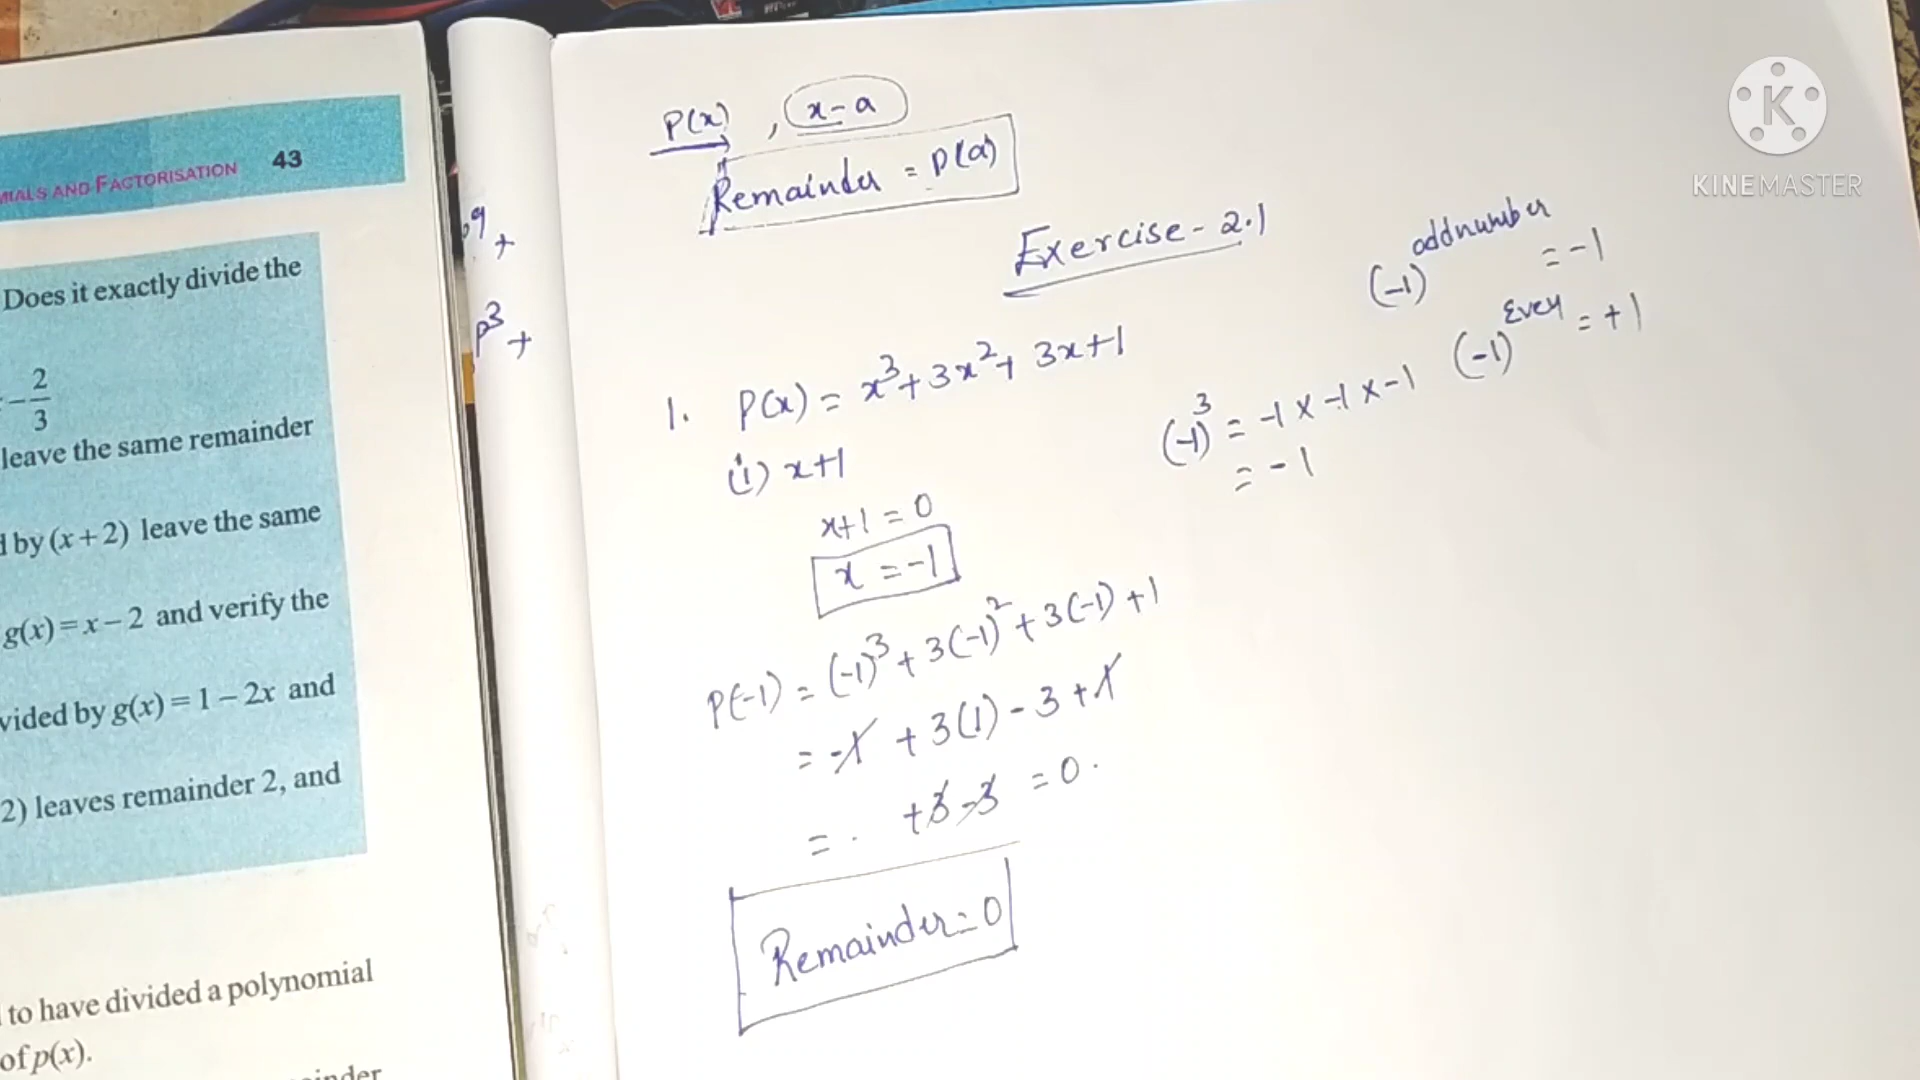 MIALS AND FACTORISATION 43
Does it exactly divide the
-2/3
leave the same remainder
by (x + 2) leave the same
g(x) = x – 2 and verify the
vided by g(x) = 1 – 2x and
2) leaves remainder 2, and
to have divided a polynomial
of p(x).
inder
9 +
p³ +
P(x) , x-a
Remainder = P(a)
Exercise - 2.1
1. P(x) = x³+3x²+ 3x+1
(i) x+1
x+1 = 0
x = -1
P(-1) = (-1)³ + 3(-1)² + 3(-1) +1
= -1 + 3(1) - 3 + 1
= . +3 -3 = 0.
Remainder = 0
(-1)^oddnumber = -1
(-1)^Even = +1
(-1)³ = -1 x -1 x -1
= -1
K
KINEMASTER